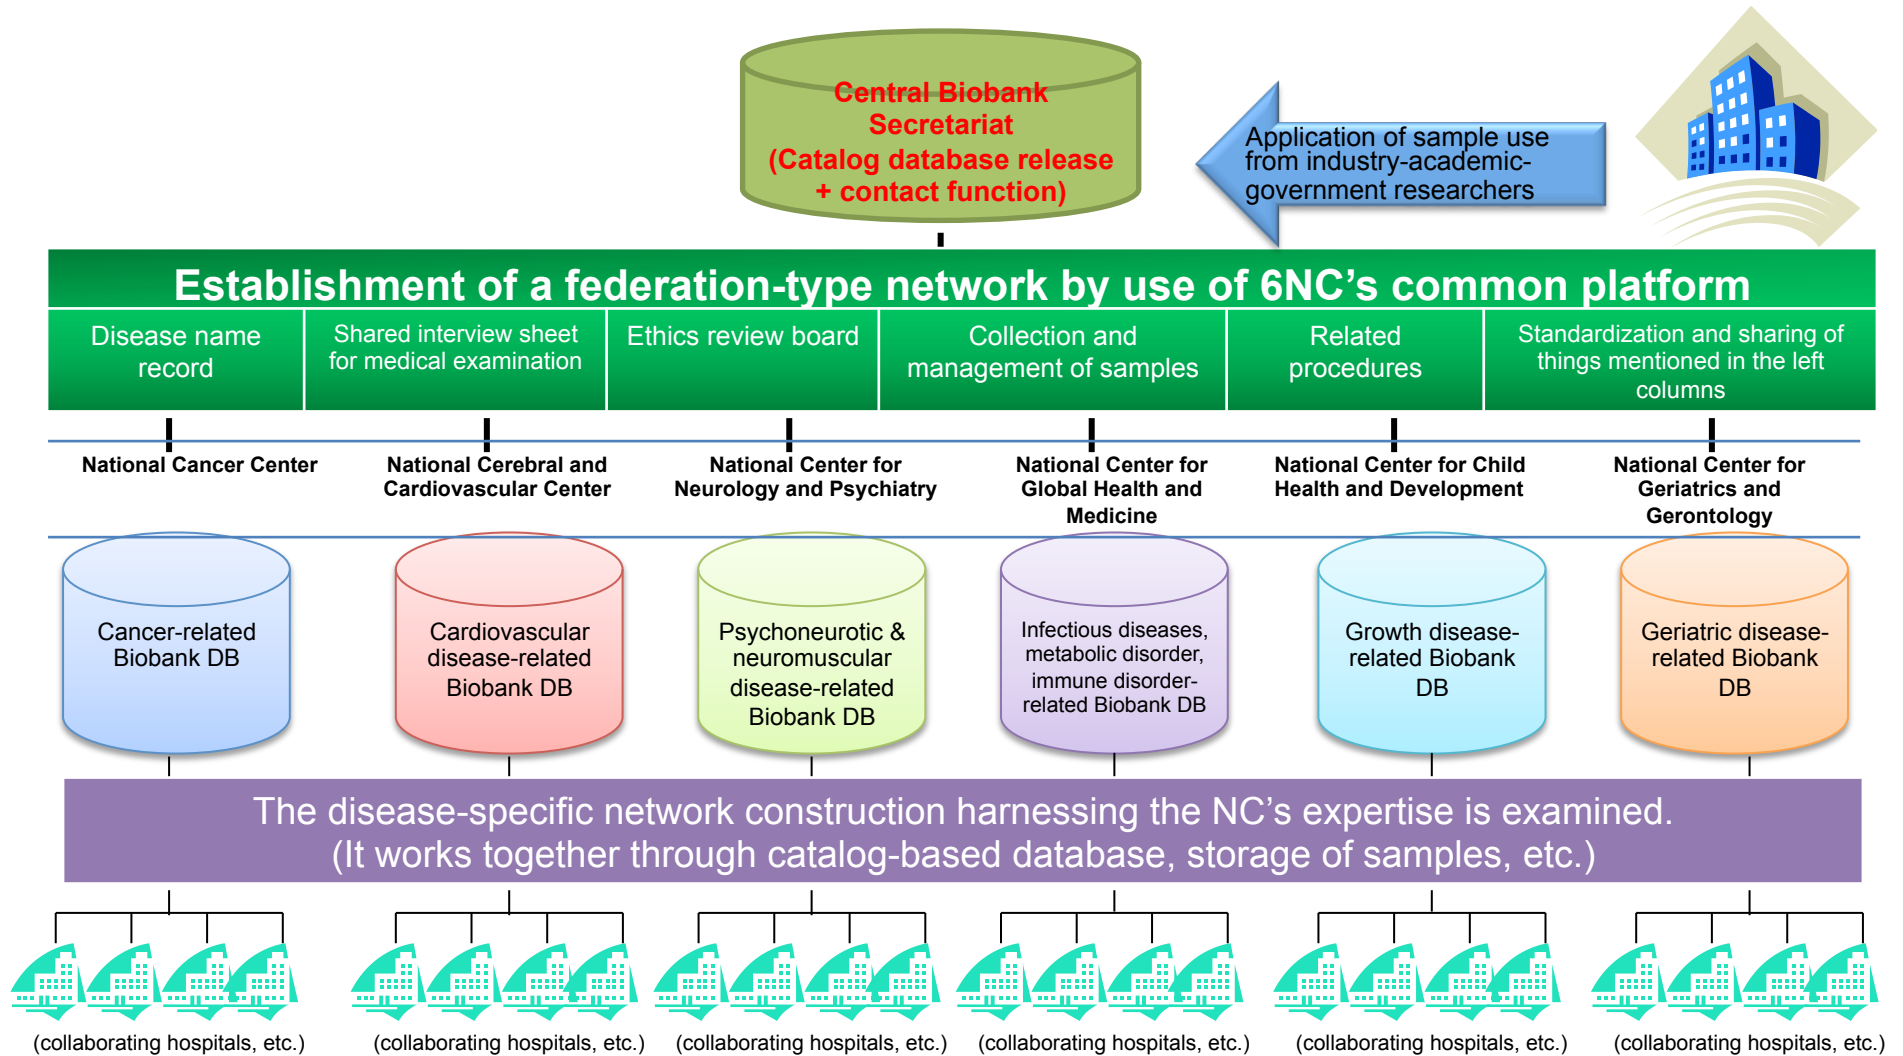 Central Biobank
Secretariat
(Catalog database release
+ contact function)
Application of sample use
from industry-academic-
government researchers
Establishment of a federation-type network by use of 6NC’s common platform
Disease name
record
Shared interview sheet
for medical examination
Ethics review board
Collection and
management of samples
Related
procedures
Standardization and sharing of
things mentioned in the left
columns
National Cancer Center
National Cerebral and
Cardiovascular Center
National Center for
Neurology and Psychiatry
National Center for
Global Health and
Medicine
National Center for Child
Health and Development
National Center for
Geriatrics and
Gerontology
Cancer-related
Biobank DB
Cardiovascular
disease-related
Biobank DB
Psychoneurotic &
neuromuscular
disease-related
Biobank DB
Infectious diseases,
metabolic disorder,
immune disorder-
related Biobank DB
Growth disease-
related Biobank
DB
Geriatric disease-
related Biobank
DB
The disease-specific network construction harnessing the NC’s expertise is examined.
(It works together through catalog-based database, storage of samples, etc.)
(collaborating hospitals, etc.)
(collaborating hospitals, etc.)
(collaborating hospitals, etc.)
(collaborating hospitals, etc.)
(collaborating hospitals, etc.)
(collaborating hospitals, etc.)